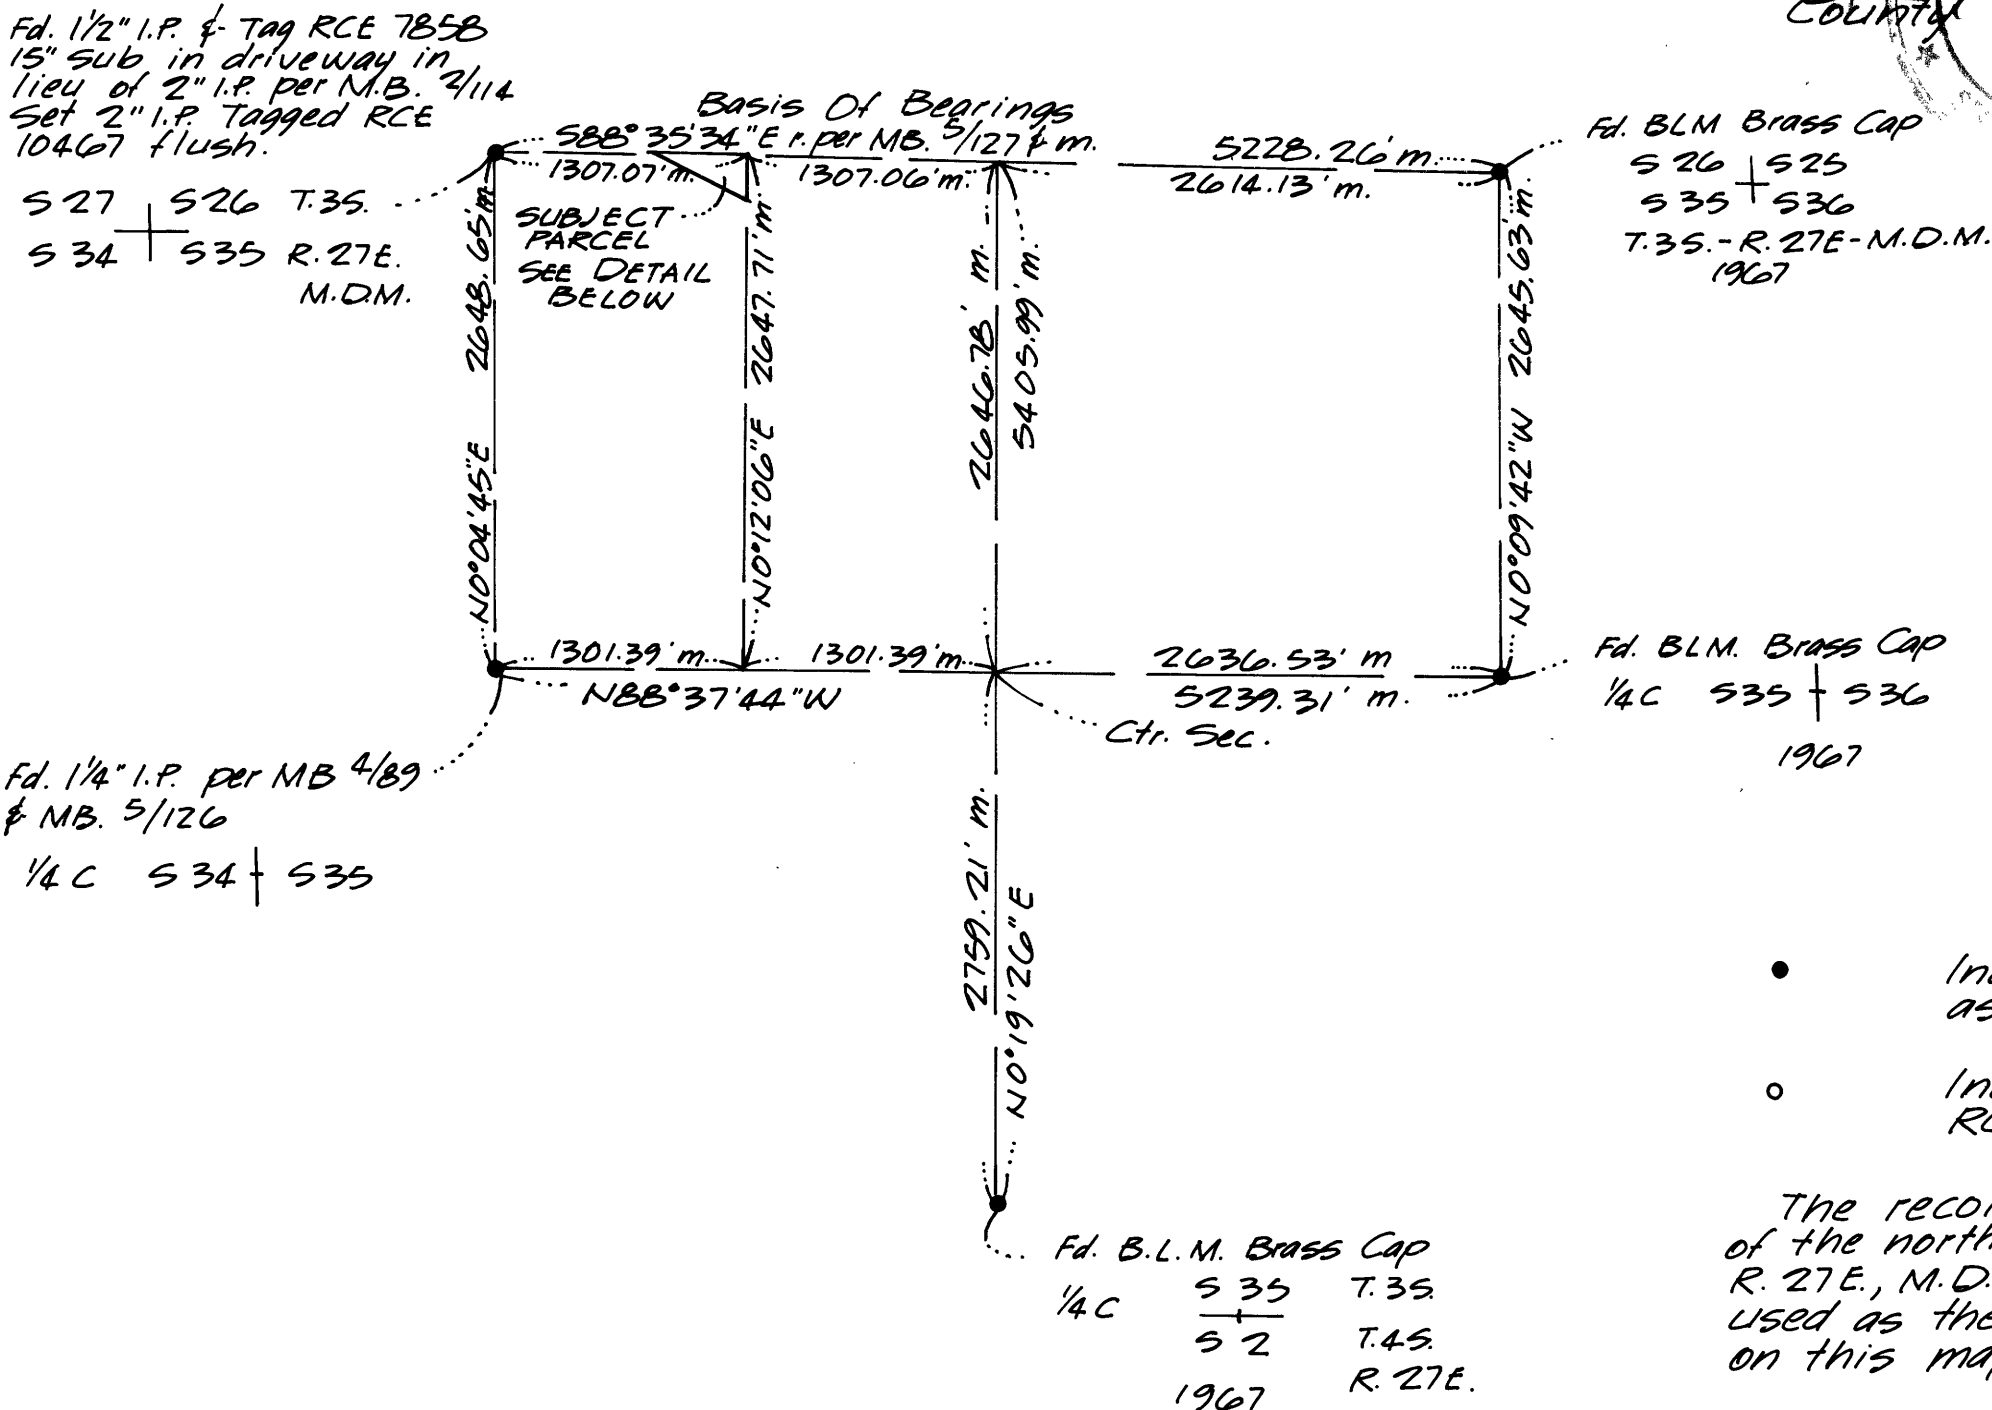 County
Fd. 1½" I.P. & Tag RCE 7858
15" Sub in driveway in
lieu of 2" I.P. per M.B. 2/114
Set 2" I.P. Tagged RCE
10467 flush.
S 27 S 26 T.3S.
S 34 S 35 R.27E.
M.D.M.
Basis Of Bearings
S88°35'34"E r. per MB. 5/127 & m.
1307.07' m.
1307.06' m.
5228.26' m.
2614.13' m.
Fd. BLM Brass Cap
S 26 S 25
S 35 S 36
T.3S.-R.27E-M.D.M.
1967
SUBJECT
PARCEL
SEE DETAIL
BELOW
N0°04'45"E 2648.65' m.
N0°12'06"E 2647.71' m.
2646.78' m.
5405.99' m.
N0°09'42"W 2645.63' m.
1301.39' m.
1301.39' m.
N88°37'44"W
2636.53' m
5239.31' m.
Ctr. Sec.
Fd. BLM. Brass Cap
¼ C S35 S36
1967
Fd. 1¼" I.P. per MB 4/89
& MB. 5/126
¼ C S 34 S 35
2759.21' m.
N0°19'26"E
Fd. B.L.M. Brass Cap
¼ C S 35 T.3S.
S 2 T.4S.
R. 27E.
1967
as
The
of the north
R. 27E., M.D.
used as the
on this